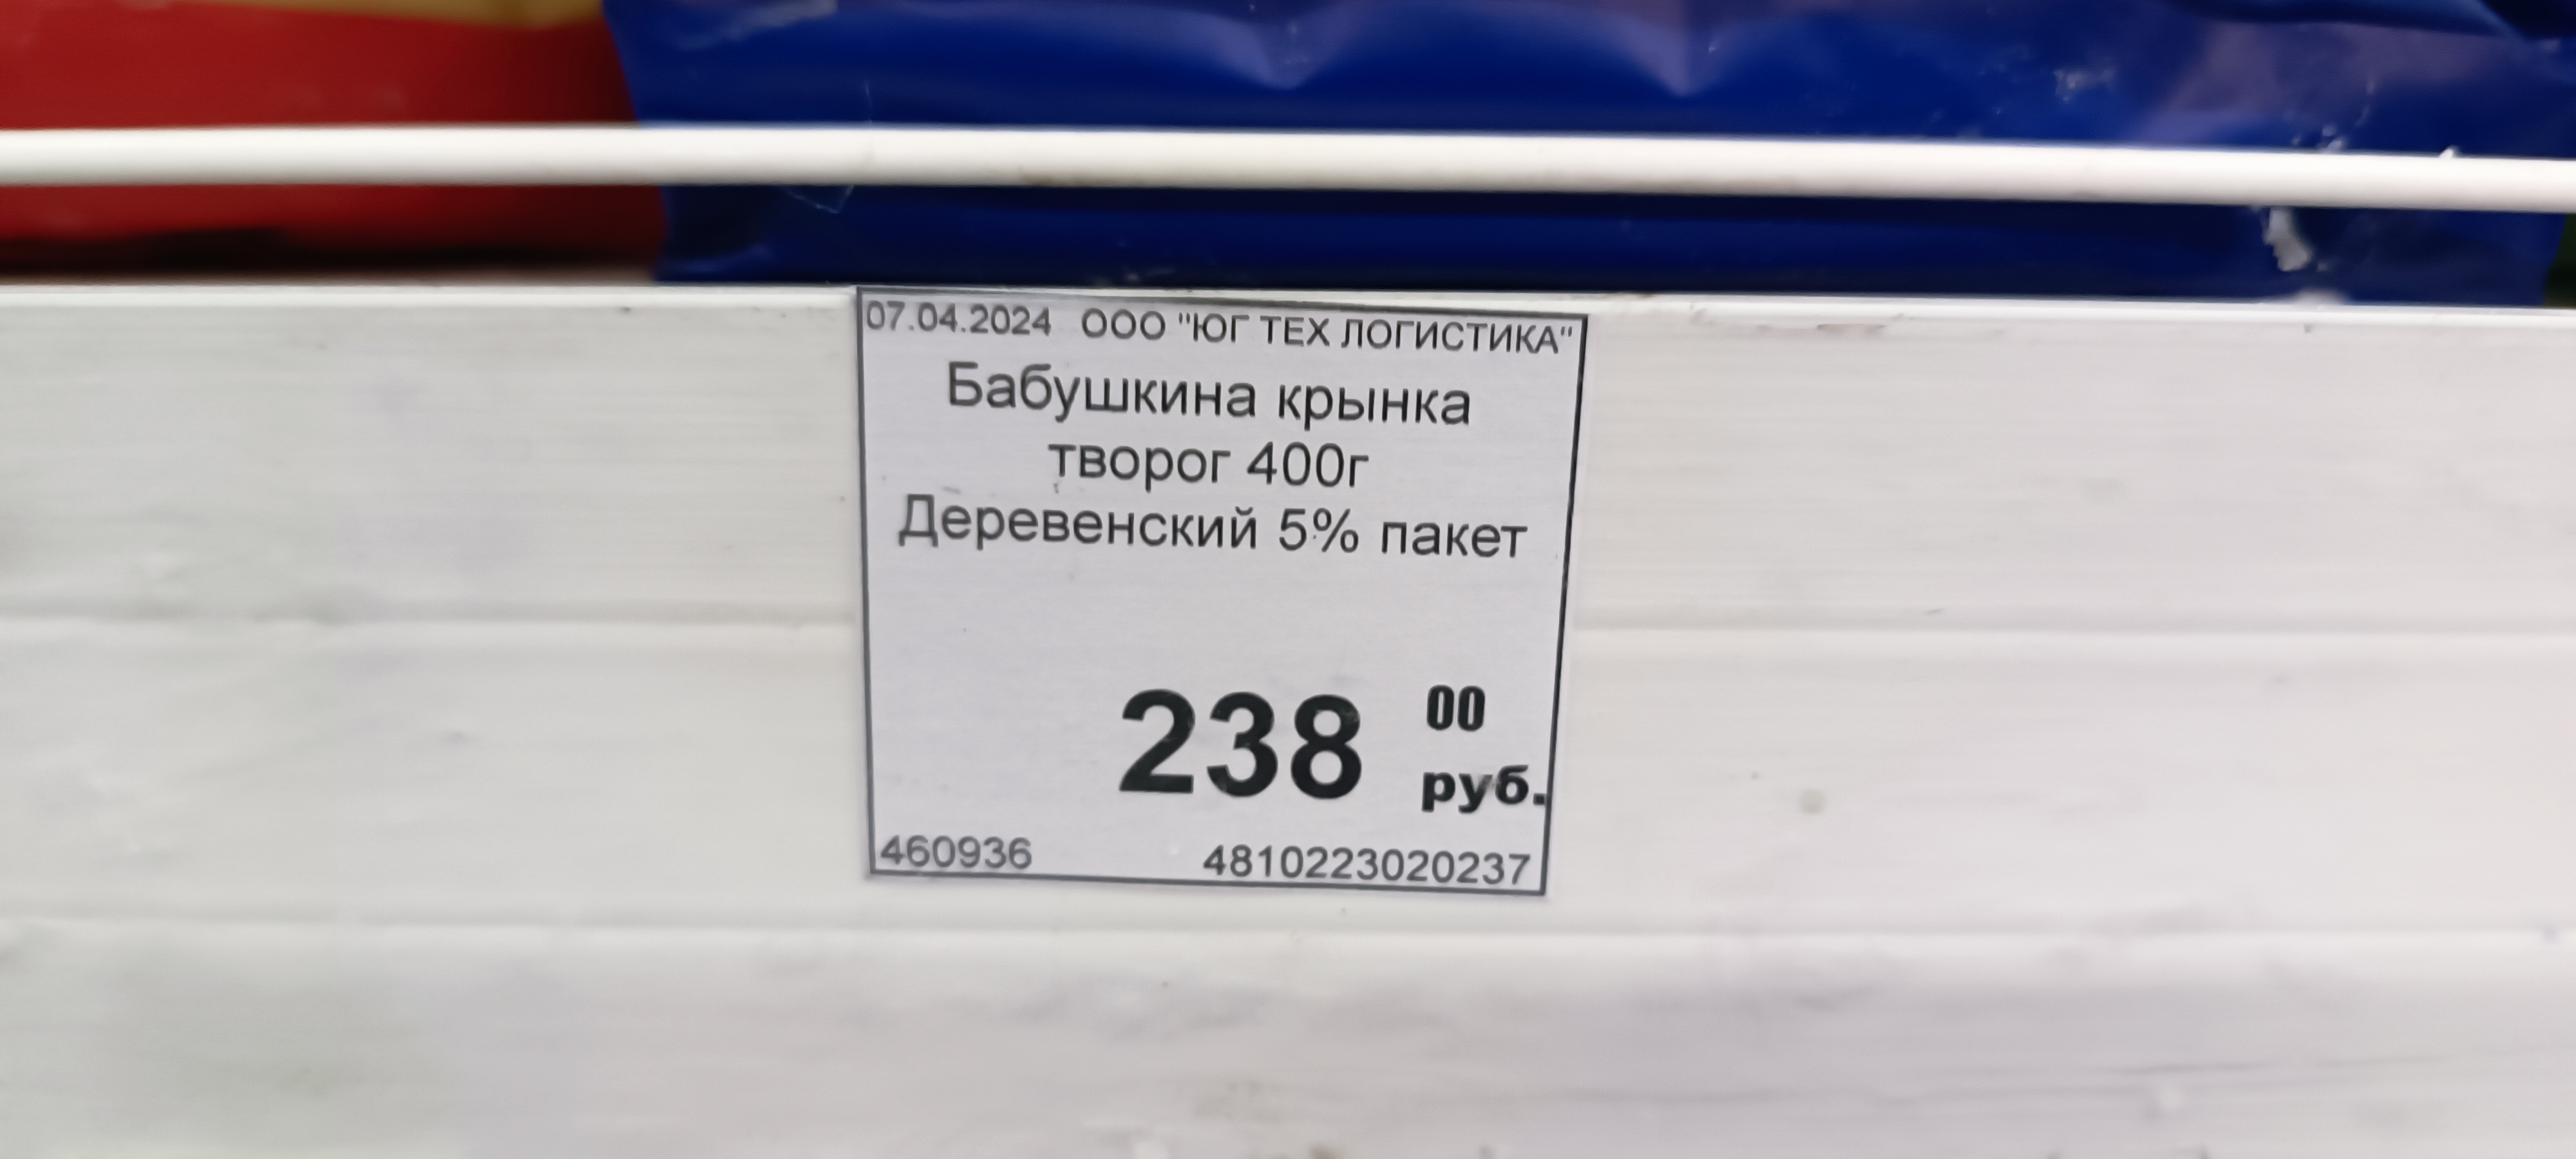 07.04.2024 ООО "ЮГ ТЕХ ЛОГИСТИКА"
Бабушкина крынка
творог 400г
Деревенский 5% пакет
238 00
руб.
460936 4810223020237